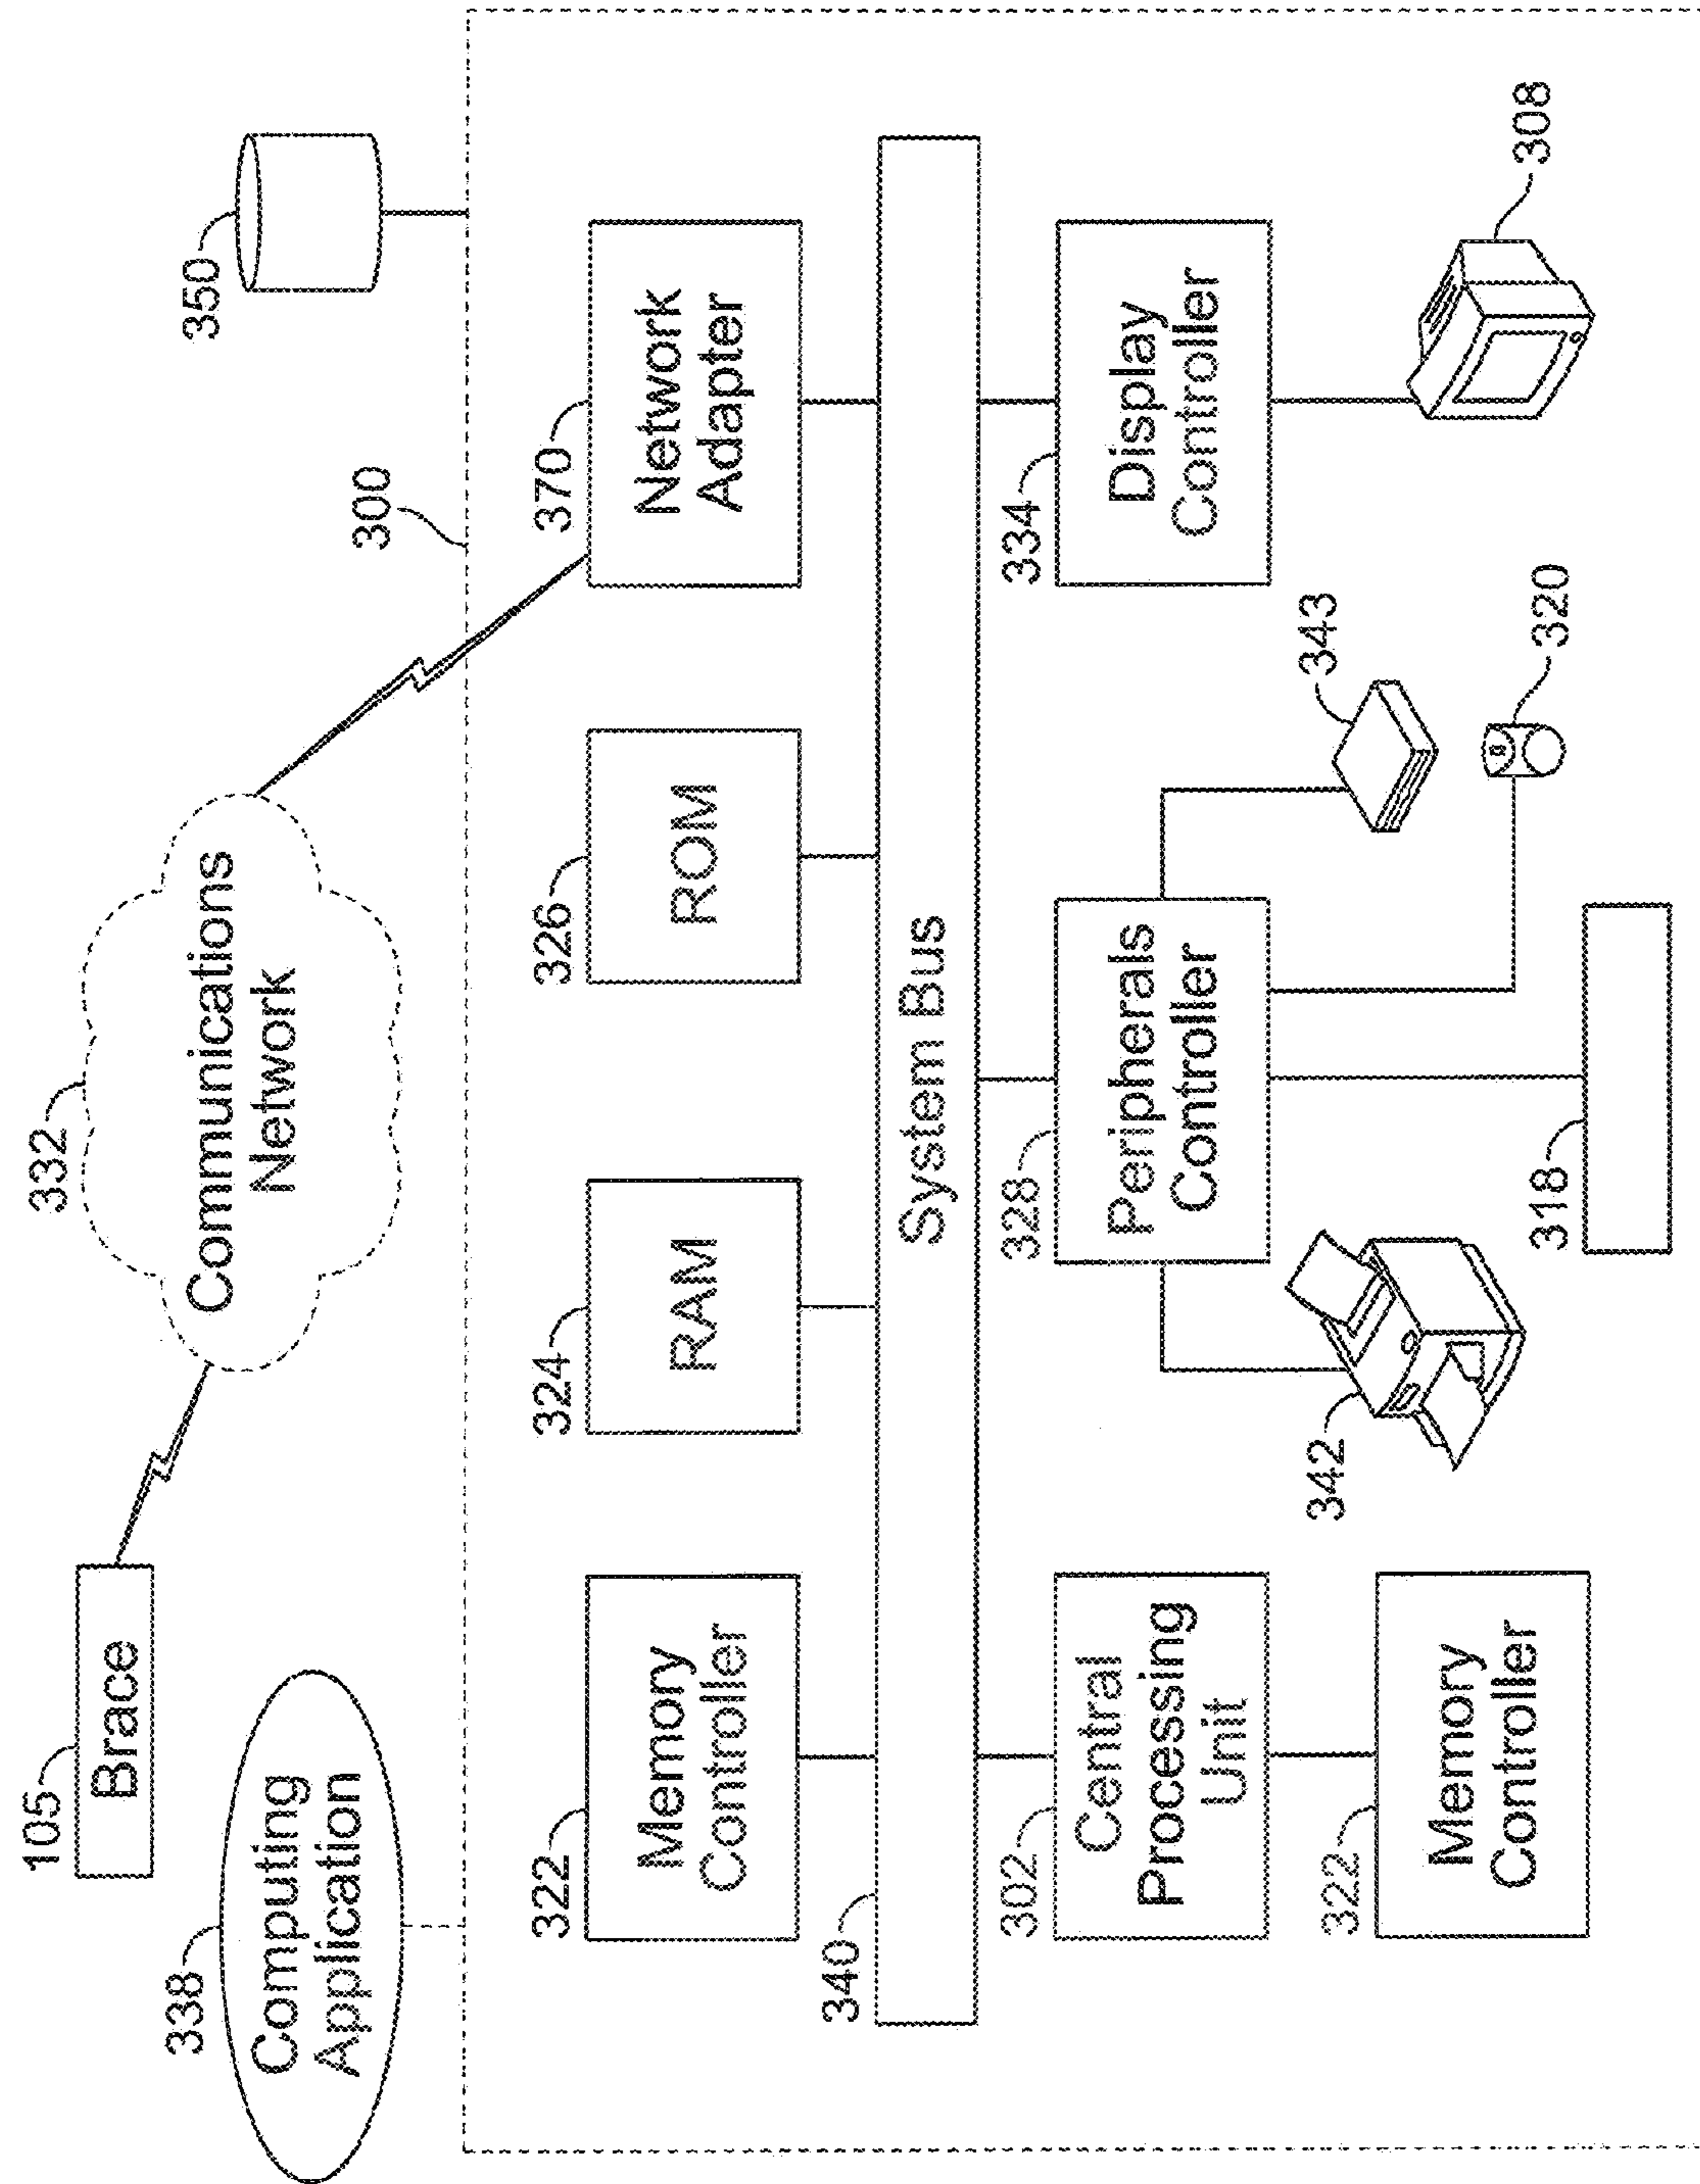 105
Brace
332
Communications
Network
350
338
Computing
Application
300
322
Memory
Controller
324
RAM
326
ROM
370
Network
Adapter
340
System Bus
302
Central
Processing
Unit
328
Peripherals
Controller
334
Display
Controller
322
Memory
Controller
342
343
318
320
308